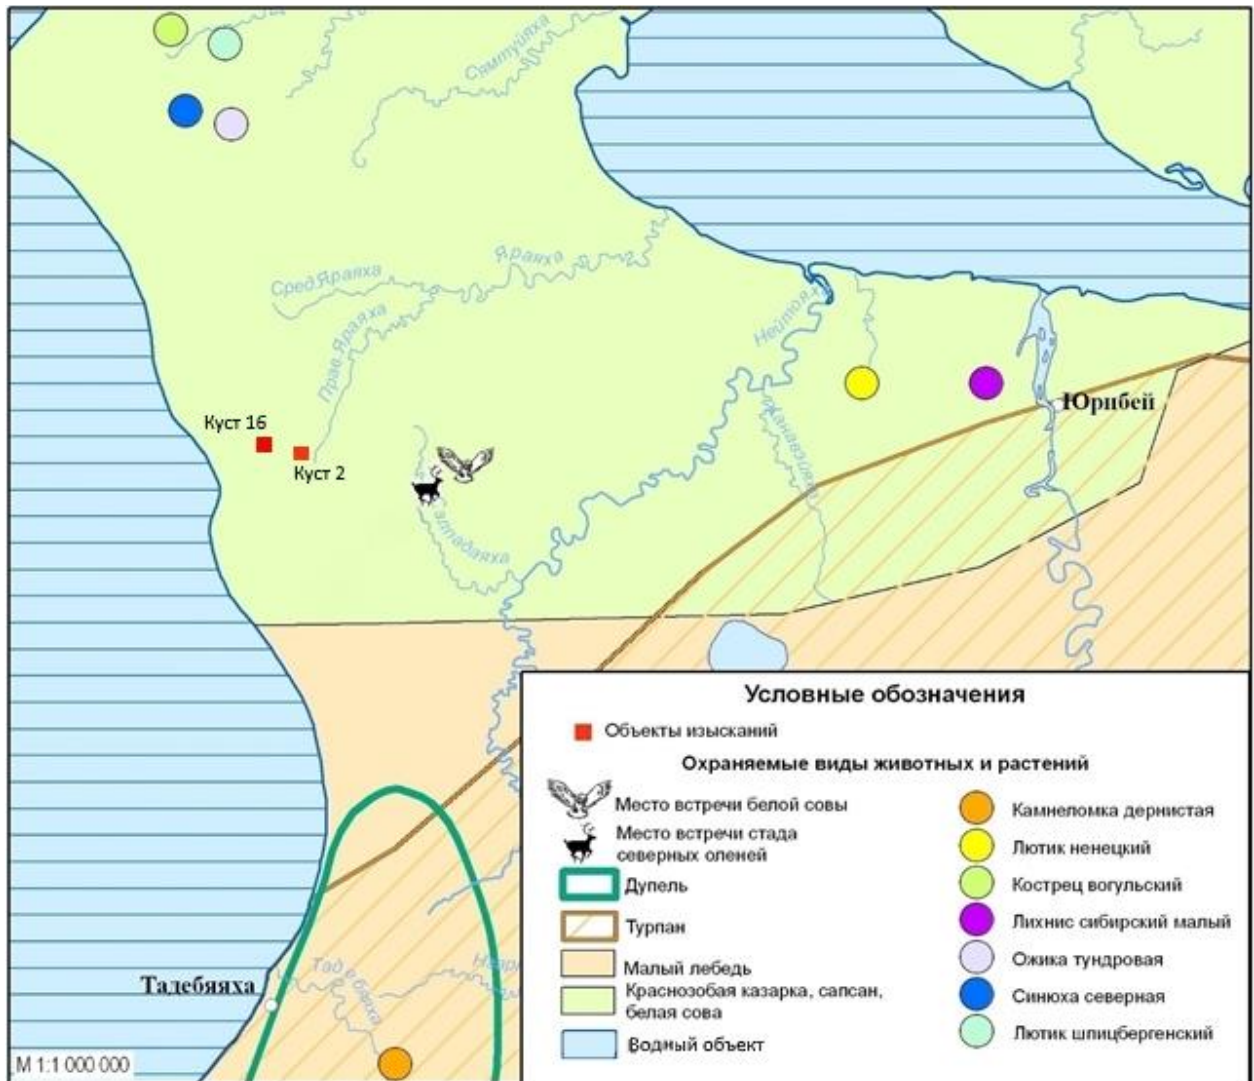 Сямтуйяха
Яраяха
Сред.Яраяха
Прав.Яраяха
Нейтояха
Юрибей
Куст 16
Куст 2
Тадебяяха
Тадебяяха
М 1:1 000 000
Условные обозначения
Объекты изысканий
Охраняемые виды животных и растений
Место встречи белой совы
Место встречи стада
северных оленей
Дупель
Турпан
Малый лебедь
Краснозобая казарка, сапсан,
белая сова
Водный объект
Камнеломка дернистая
Лютик ненецкий
Кострец вогульский
Лихнис сибирский малый
Ожика тундровая
Синюха северная
Лютик шпицбергенский